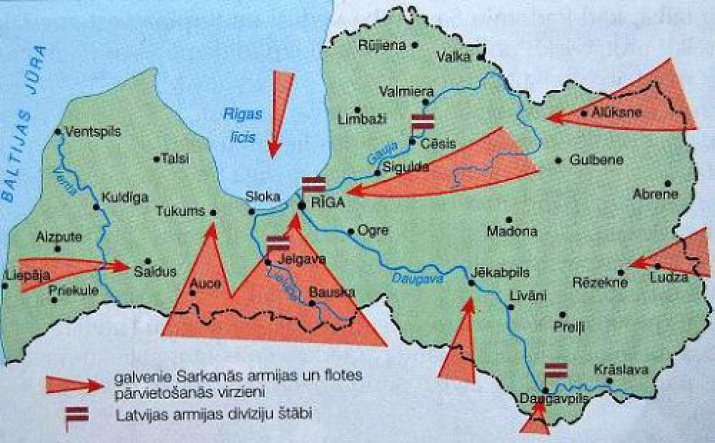 BALTIJAS JŪRA
Rīgas
līcis
Rūjiena
Valka
Valmiera
Limbaži
Alūksne
Cēsis
Gauja
Sigulda
Gulbene
Abrene
Ventspils
Talsi
Venta
Kuldīga
Tukums
Sloka
RĪGA
Ogre
Madona
Aizpute
Liepāja
Saldus
Priekule
Auce
Jelgava
Lielupe
Bauska
Daugava
Jēkabpils
Rēzekne
Ludza
Līvāni
Preiļi
Krāslava
Daugavpils
galvenie Sarkanās armijas un flotes
pārvietošanās virzieni
Latvijas armijas divīziju štābi